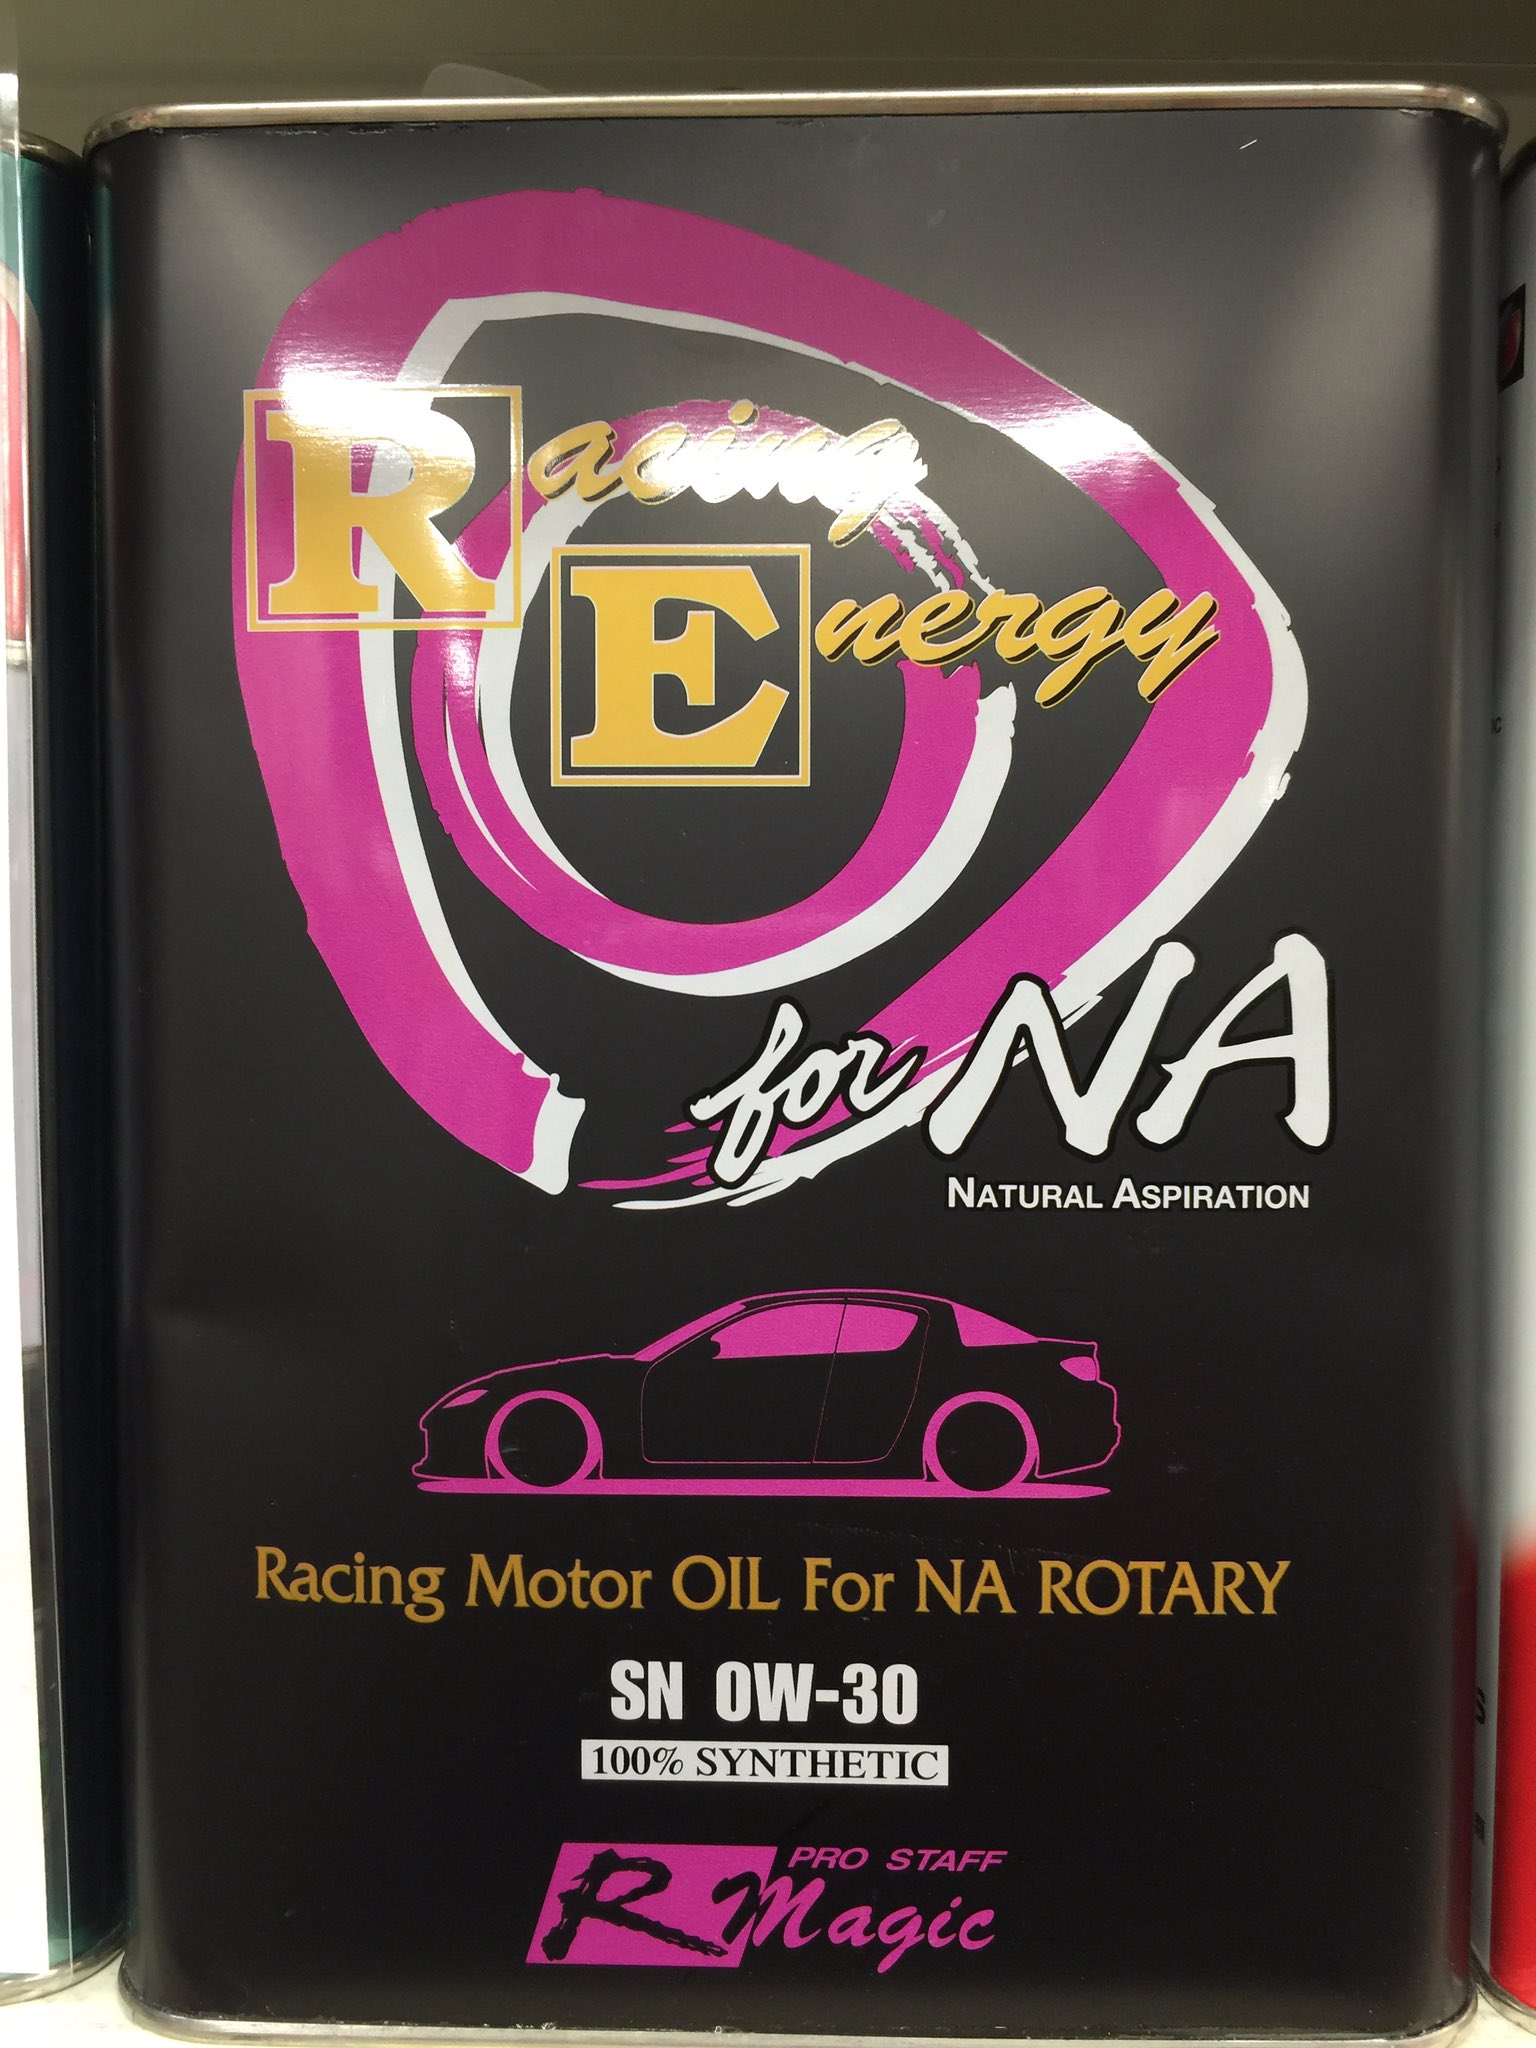 Racing
Energy
for NA
NATURAL ASPIRATION
Racing Motor OIL For NA ROTARY
SN 0W-30
100% SYNTHETIC
R
PRO STAFF
Magic